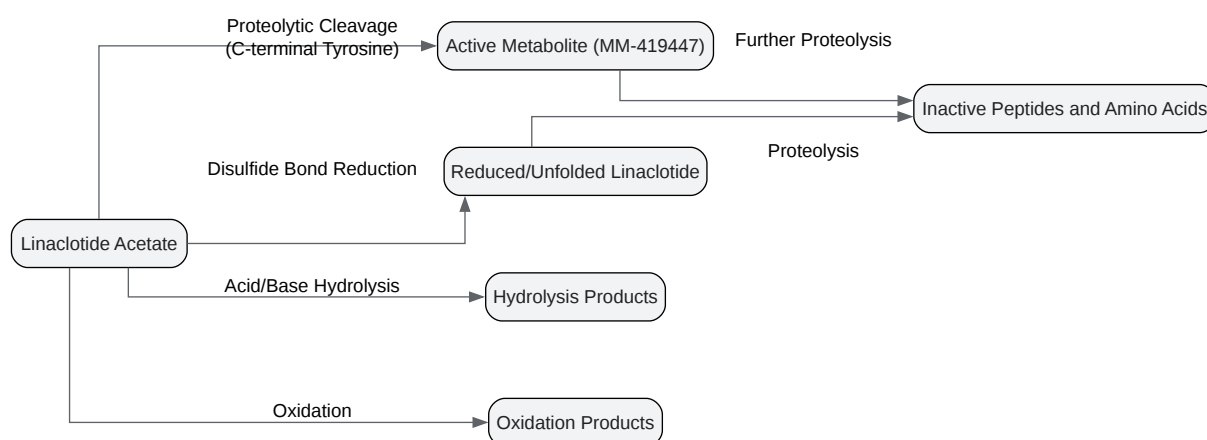 Proteolytic Cleavage
(C-terminal Tyrosine)
Active Metabolite (MM-419447)
Further Proteolysis
Inactive Peptides and Amino Acids
Proteolysis
Disulfide Bond Reduction
Reduced/Unfolded Linaclotide
Linaclotide Acetate
Acid/Base Hydrolysis
Hydrolysis Products
Oxidation
Oxidation Products